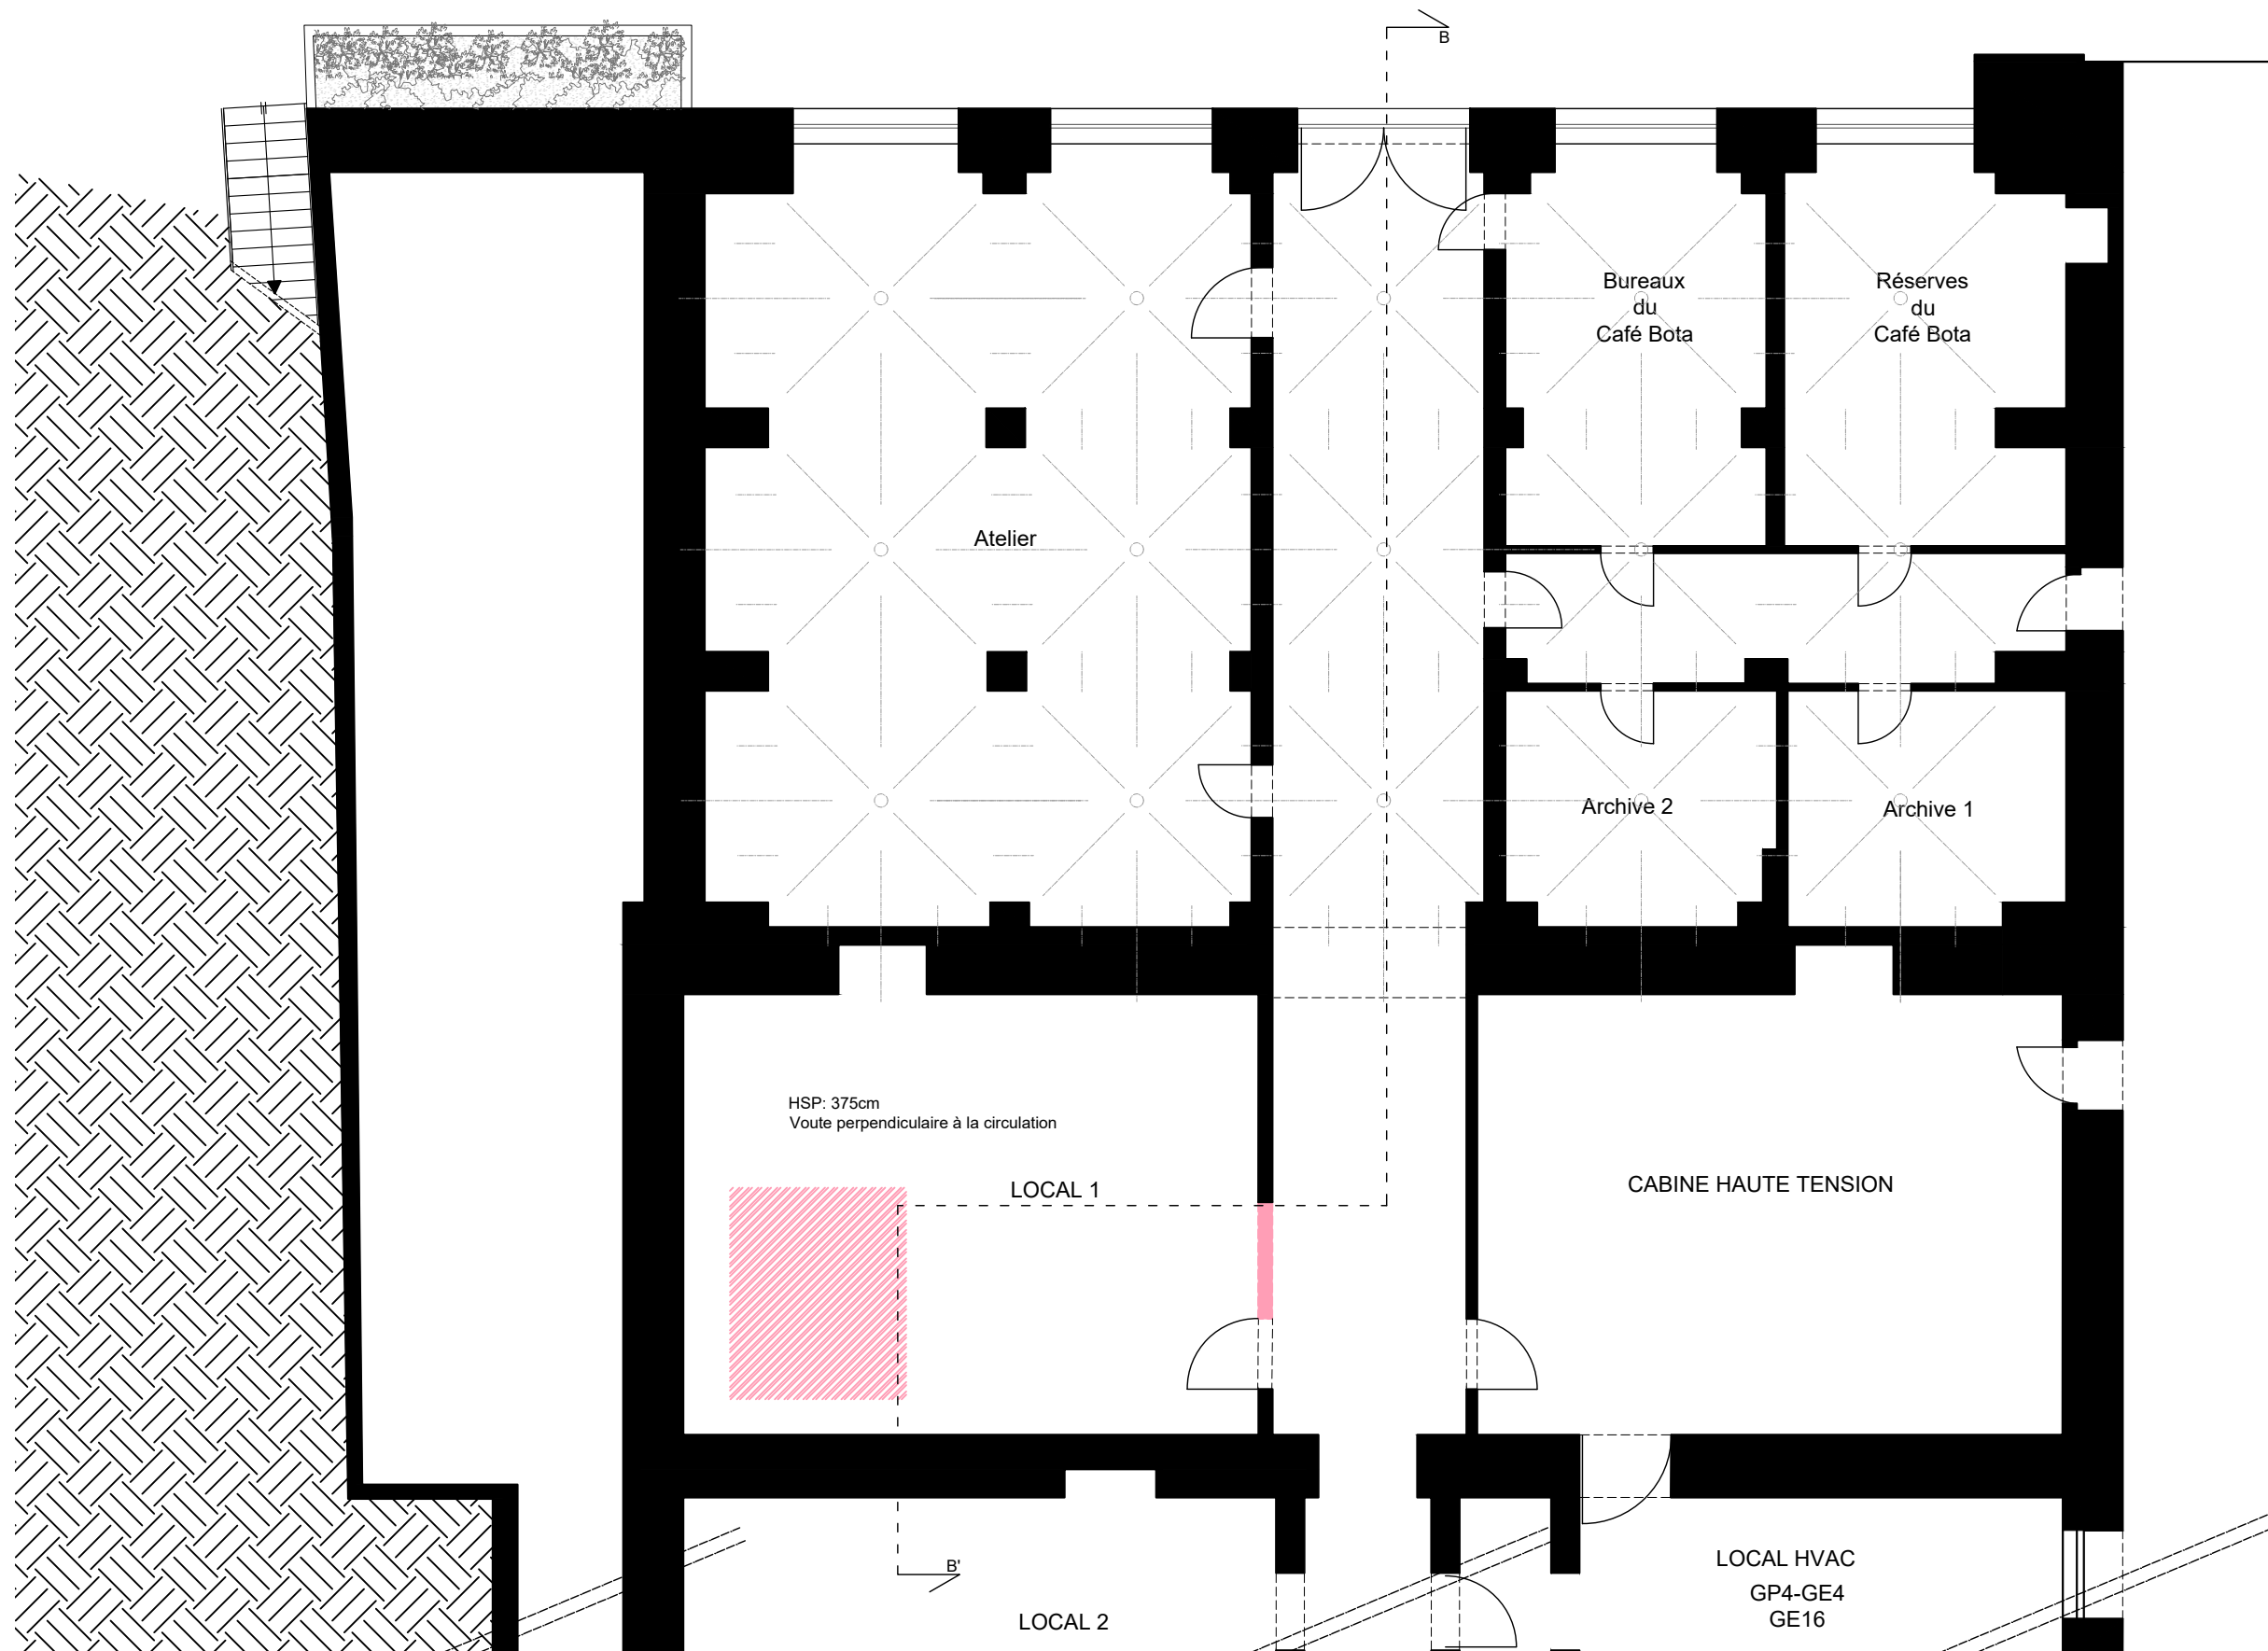 B
Bureaux
du
Café Bota
Réserves
du
Café Bota
Atelier
Archive 2
Archive 1
HSP: 375cm
Voute perpendiculaire à la circulation
LOCAL 1
CABINE HAUTE TENSION
B'
LOCAL HVAC
GP4-GE4
GE16
LOCAL 2